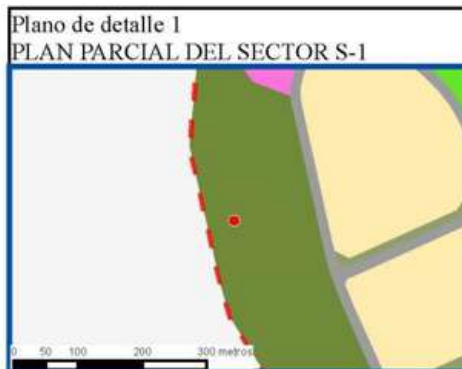 Plano de detalle 1
PLAN PARCIAL DEL SECTOR S-1
0 50 100 200 300 metros